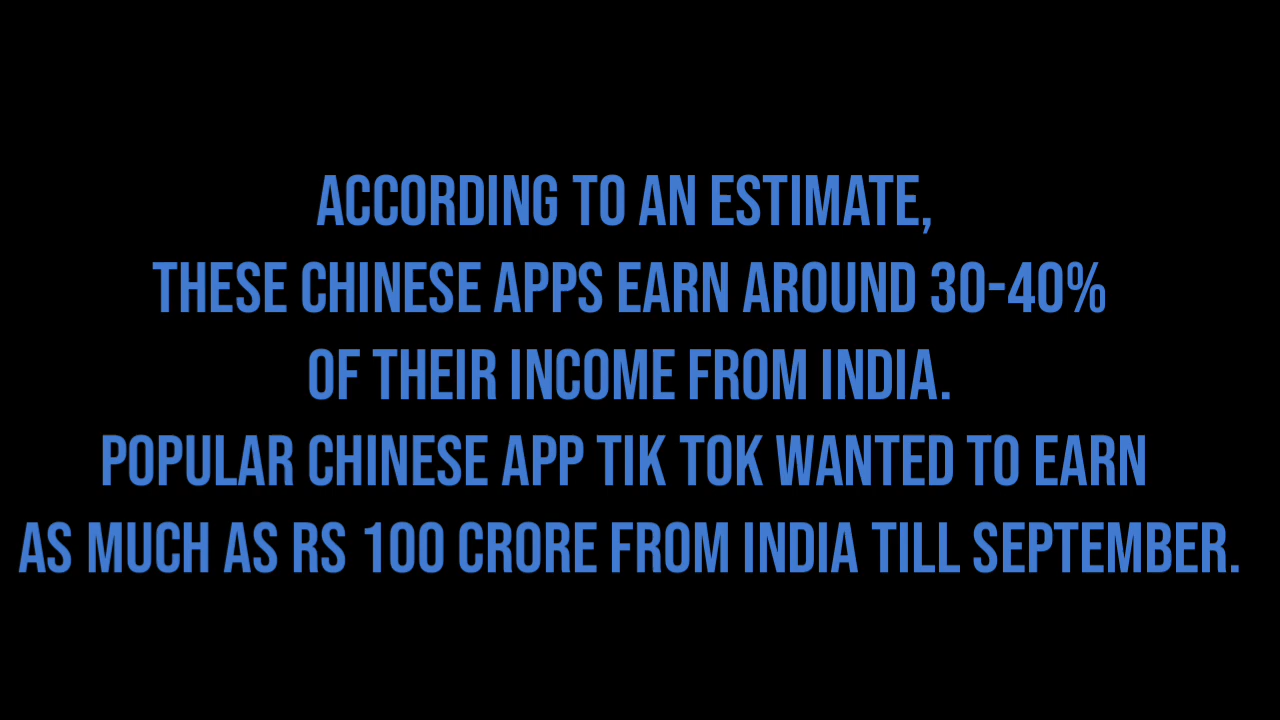 ACCORDING TO AN ESTIMATE,
THESE CHINESE APPS EARN AROUND 30-40%
OF THEIR INCOME FROM INDIA.
POPULAR CHINESE APP TIK TOK WANTED TO EARN
AS MUCH AS RS 100 CRORE FROM INDIA TILL SEPTEMBER.